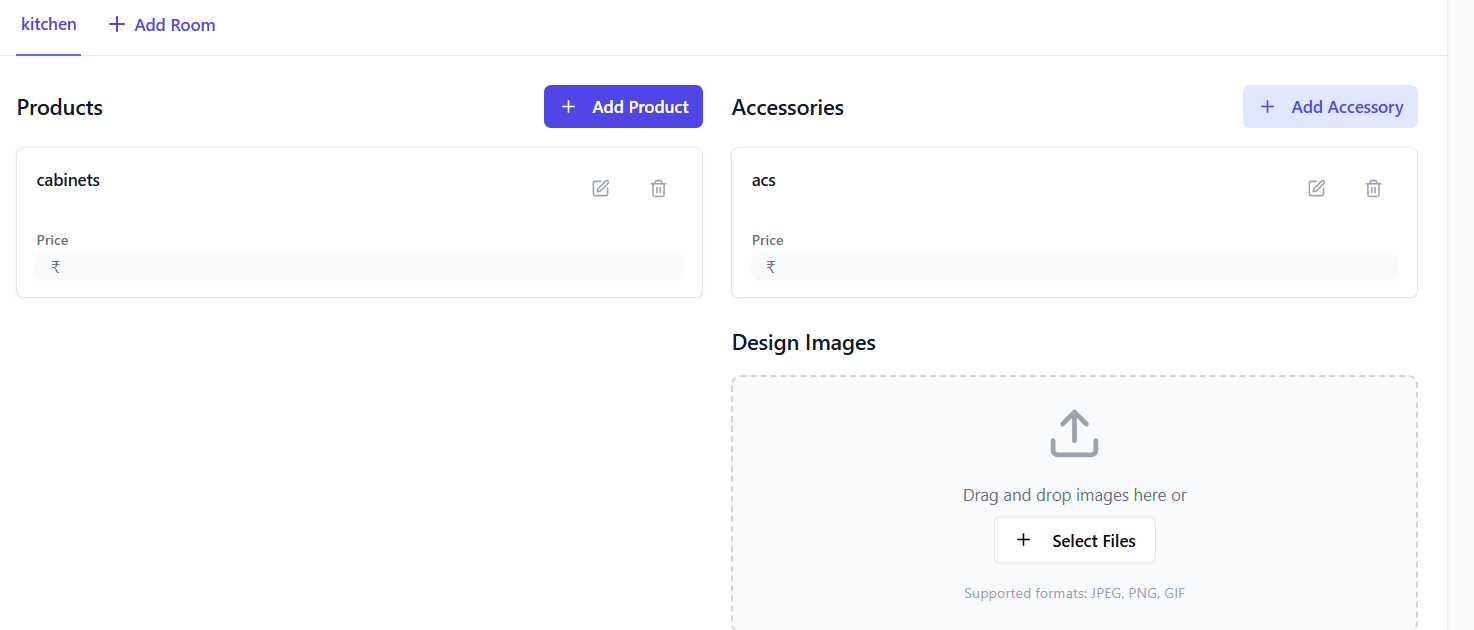 kitchen
Add Room
Products
Add Product
cabinets
Price
₹
Accessories
Add Accessory
acs
Price
₹
Design Images
Drag and drop images here or
Select Files
Supported formats: JPEG, PNG, GIF